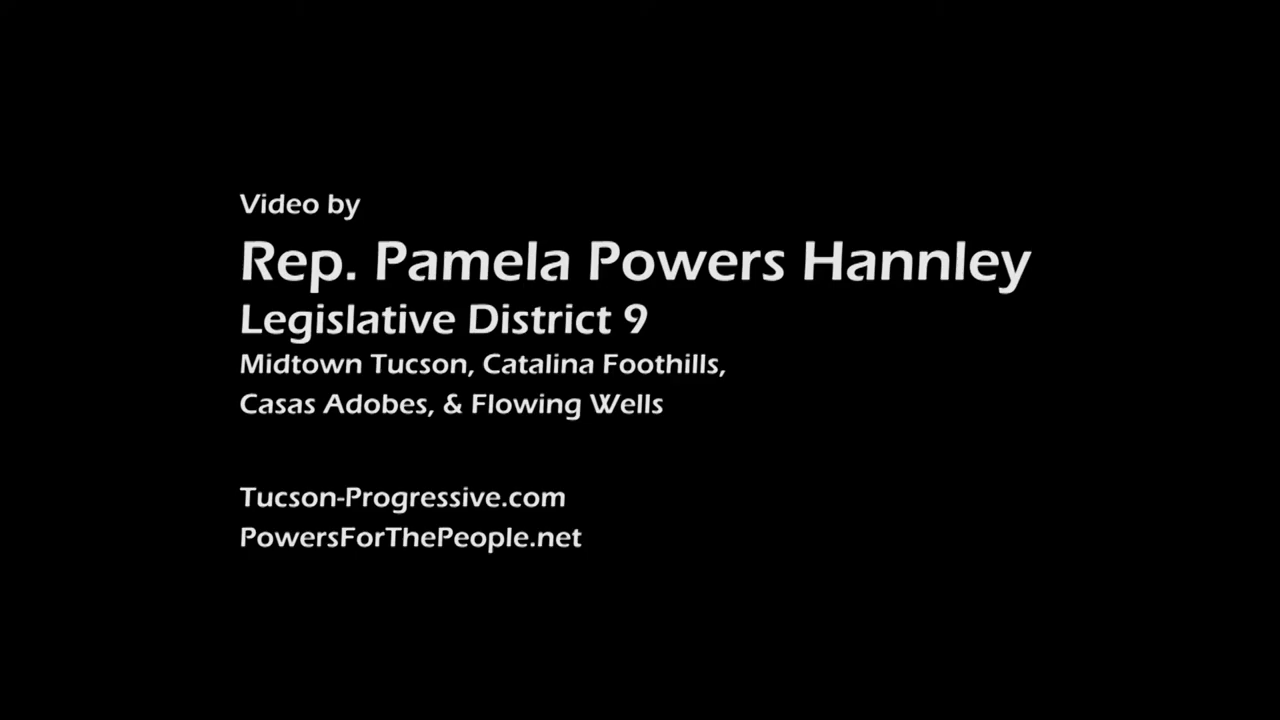 Video by
Rep. Pamela Powers Hannley
Legislative District 9
Midtown Tucson, Catalina Foothills,
Casas Adobes, & Flowing Wells
Tucson-Progressive.com
PowersForThePeople.net